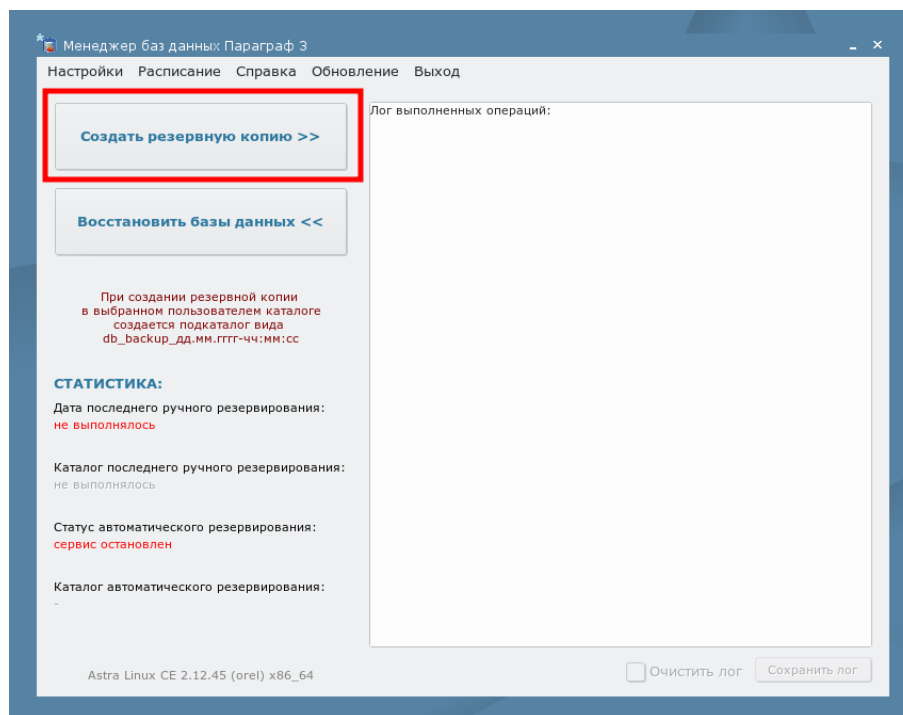 Менеджер баз данных Параграф 3
Настройки Расписание Справка Обновление Выход
Создать резервную копию >>
Лог выполненных операций:
Восстановить базы данных <<
При создании резервной копии
в выбранном пользователем каталоге
создается подкаталог вида
db_backup_дд.мм.гггг-чч:мм:сс
СТАТИСТИКА:
Дата последнего ручного резервирования:
не выполнялось
Каталог последнего ручного резервирования:
не выполнялось
Статус автоматического резервирования:
сервис остановлен
Каталог автоматического резервирования:
-
Astra Linux CE 2.12.45 (orel) x86_64
Очистить лог Сохранить лог